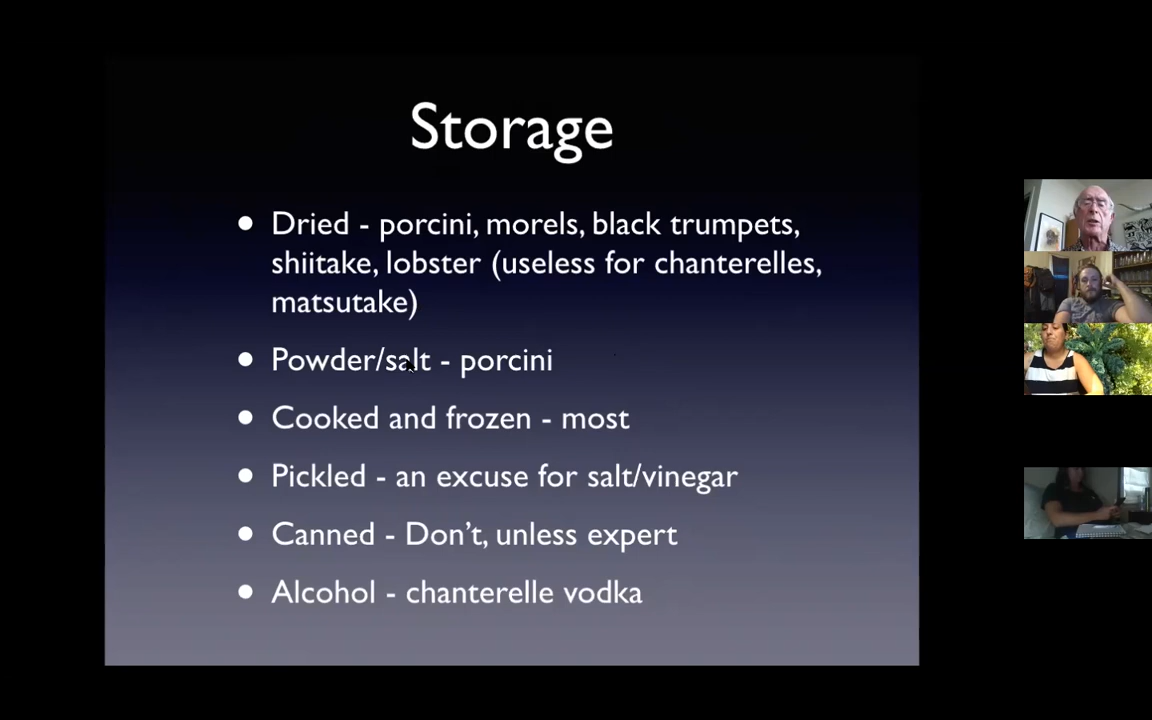 Storage
• Dried - porcini, morels, black trumpets,
shiitake, lobster (useless for chanterelles,
matsutake)
• Powder/salt - porcini
• Cooked and frozen - most
• Pickled - an excuse for salt/vinegar
• Canned - Don’t, unless expert
• Alcohol - chanterelle vodka